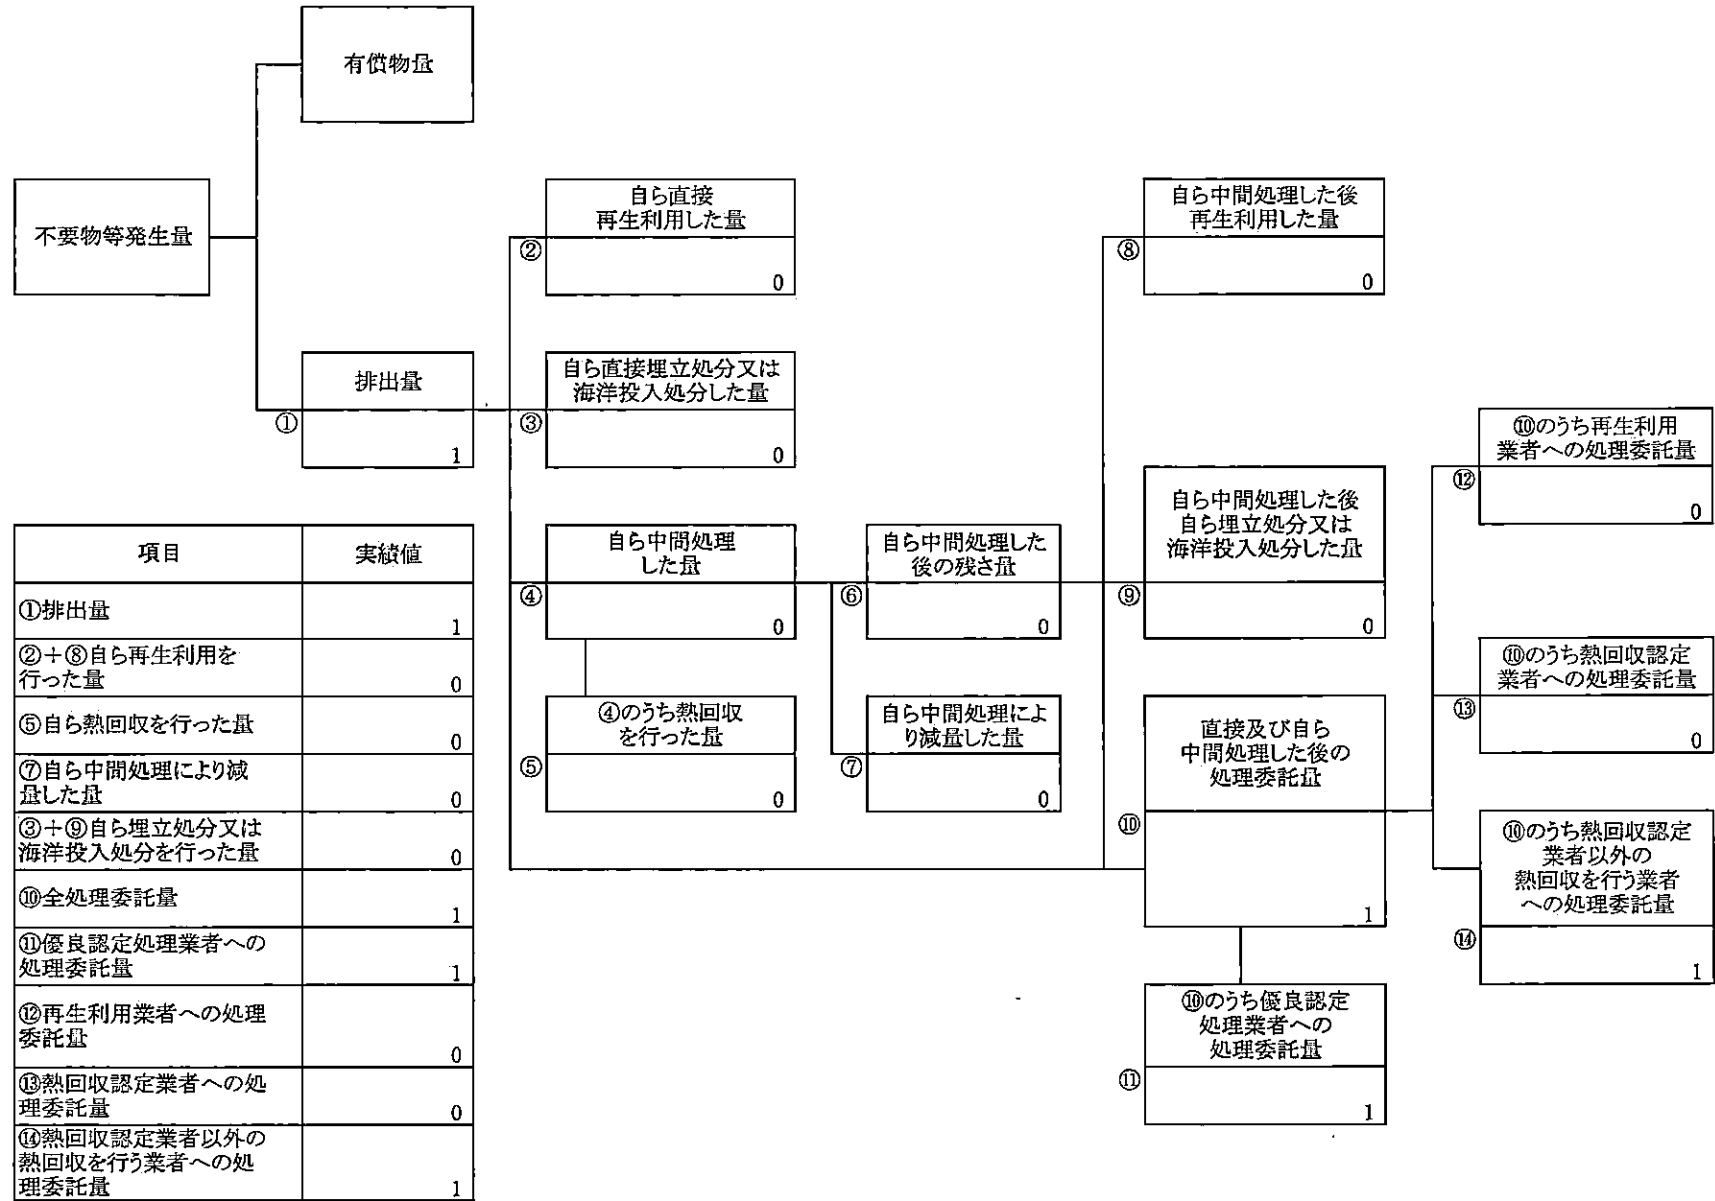 有償物量
不要物等発生量
排出量
①
1
自ら直接
再生利用した量
②
0
自ら直接埋立処分又は
海洋投入処分した量
③
0
自ら中間処理
した量
④
0
④のうち熱回収
を行った量
⑤
0
自ら中間処理した
後の残さ量
⑥
0
自ら中間処理によ
り減量した量
⑦
0
自ら中間処理した後
再生利用した量
⑧
0
自ら中間処理した後
自ら埋立処分又は
海洋投入処分した量
⑨
0
直接及び自ら
中間処理した後の
処理委託量
⑩
1
⑩のうち優良認定
処理業者への
処理委託量
⑪
1
⑩のうち再生利用
業者への処理委託量
⑫
0
⑩のうち熱回収認定
業者への処理委託量
⑬
0
⑩のうち熱回収認定
業者以外の
熱回収を行う業者
への処理委託量
⑭
1
項目 実績値
①排出量 1
②+⑧自ら再生利用を
行った量 0
⑤自ら熱回収を行った量 0
⑦自ら中間処理により減
量した量 0
③+⑨自ら埋立処分又は
海洋投入処分を行った量 0
⑩全処理委託量 1
⑪優良認定処理業者への
処理委託量 1
⑫再生利用業者への処理
委託量 0
⑬熱回収認定業者への処
理委託量 0
⑭熱回収認定業者以外の
熱回収を行う業者への処
理委託量 1